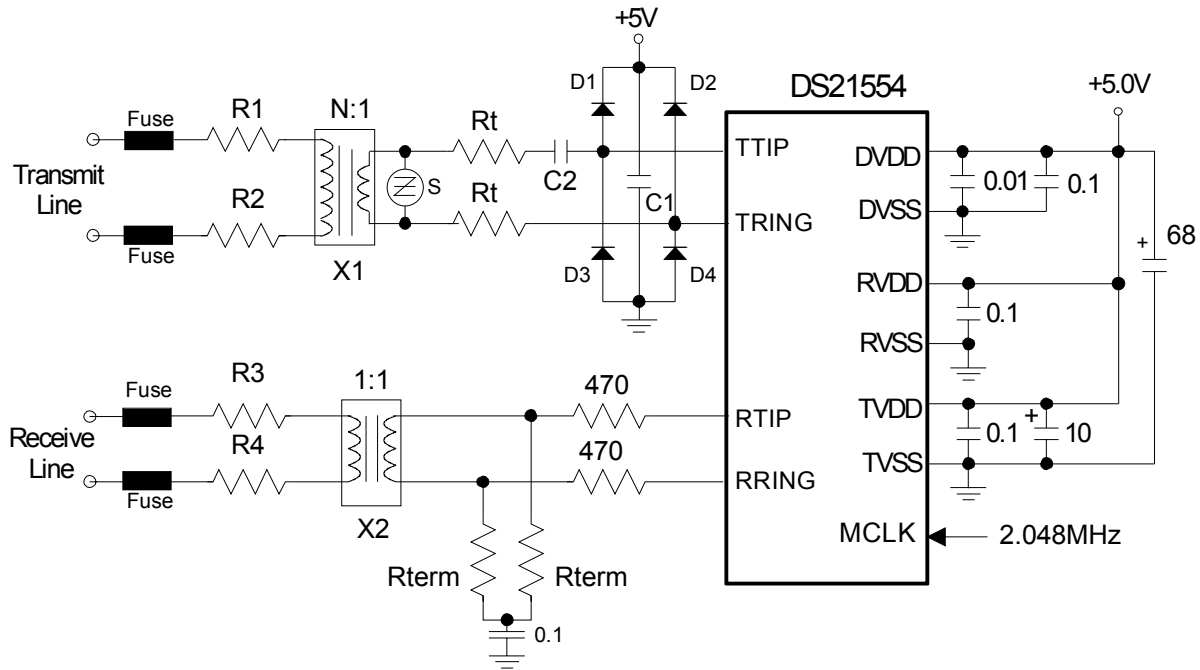 +5V
D1
D2
DS21554
+5.0V
Fuse
R1
N:1
Rt
TTIP
DVDD
C2
0.01
0.1
Transmit
Line
S
C1
R2
Rt
TRING
DVSS
Fuse
X1
D3
D4
68
+
RVDD
0.1
RVSS
Fuse
R3
1:1
470
RTIP
TVDD
+
Receive
Line
R4
470
0.1
10
RRING
TVSS
Fuse
X2
MCLK
2.048MHz
Rterm
Rterm
0.1